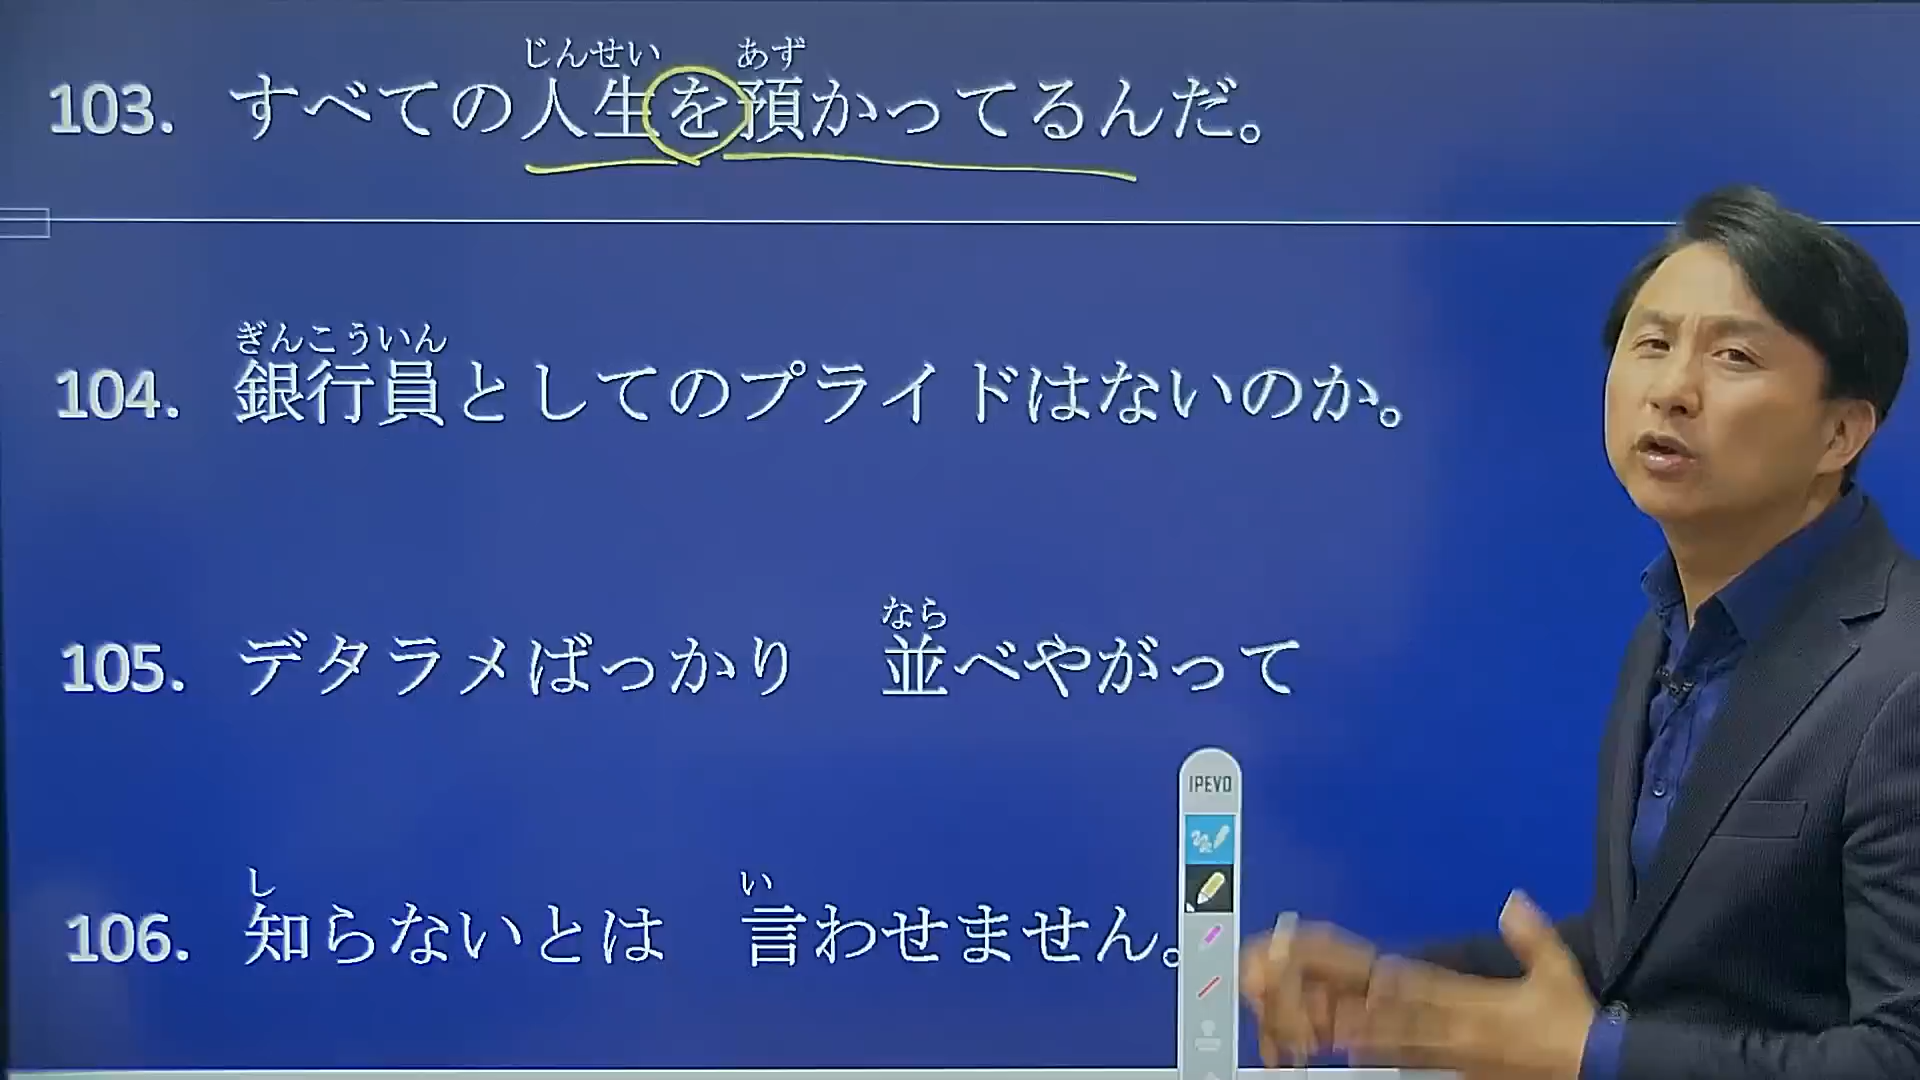 じんせい あず
103. すべての人生を預かってるんだ。
ぎんこういん
104. 銀行員としてのプライドはないのか。
なら
105. デタラメばっかり 並べやがって
し い
106. 知らないとは 言わせません。
IPEVO